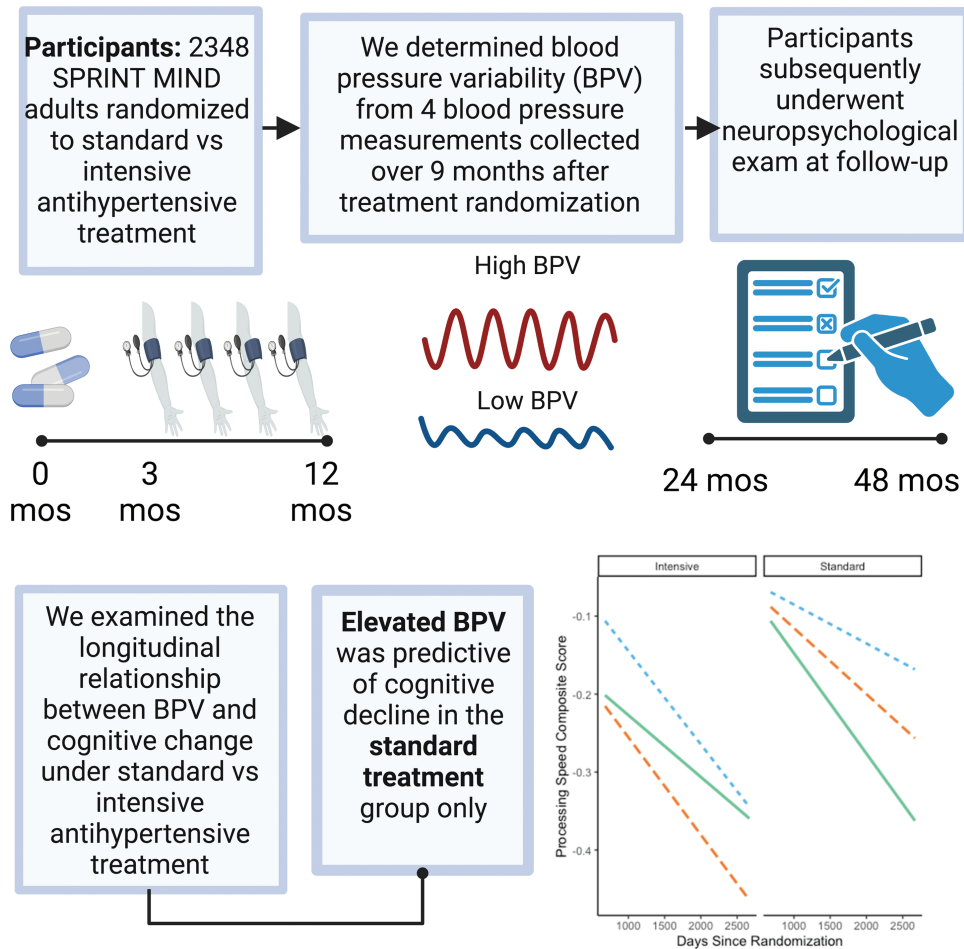 Participants: 2348
SPRINT MIND
adults randomized
to standard vs
intensive
antihypertensive
treatment
We determined blood
pressure variability (BPV)
from 4 blood pressure
measurements collected
over 9 months after
treatment randomization
Participants
subsequently
underwent
neuropsychological
exam at follow-up
High BPV
Low BPV
0
mos
3
mos
12
mos
24 mos
48 mos
We examined the
longitudinal
relationship
between BPV and
cognitive change
under standard vs
intensive
antihypertensive
treatment
Elevated BPV
was predictive
of cognitive
decline in the
standard
treatment
group only
Intensive
Standard
Processing Speed Composite Score
-0.1
-0.2
-0.3
-0.4
1000
1500
2000
2500
1000
1500
2000
2500
Days Since Randomization